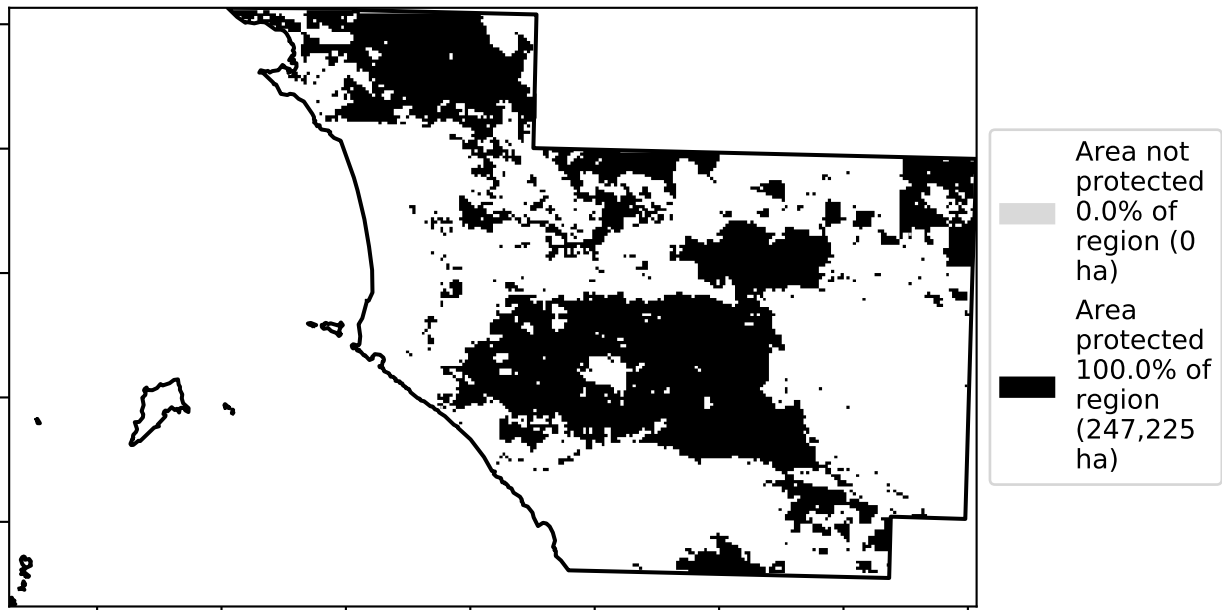 Area not
protected
0.0% of
region (0
ha)
Area
protected
100.0% of
region
(247,225
ha)